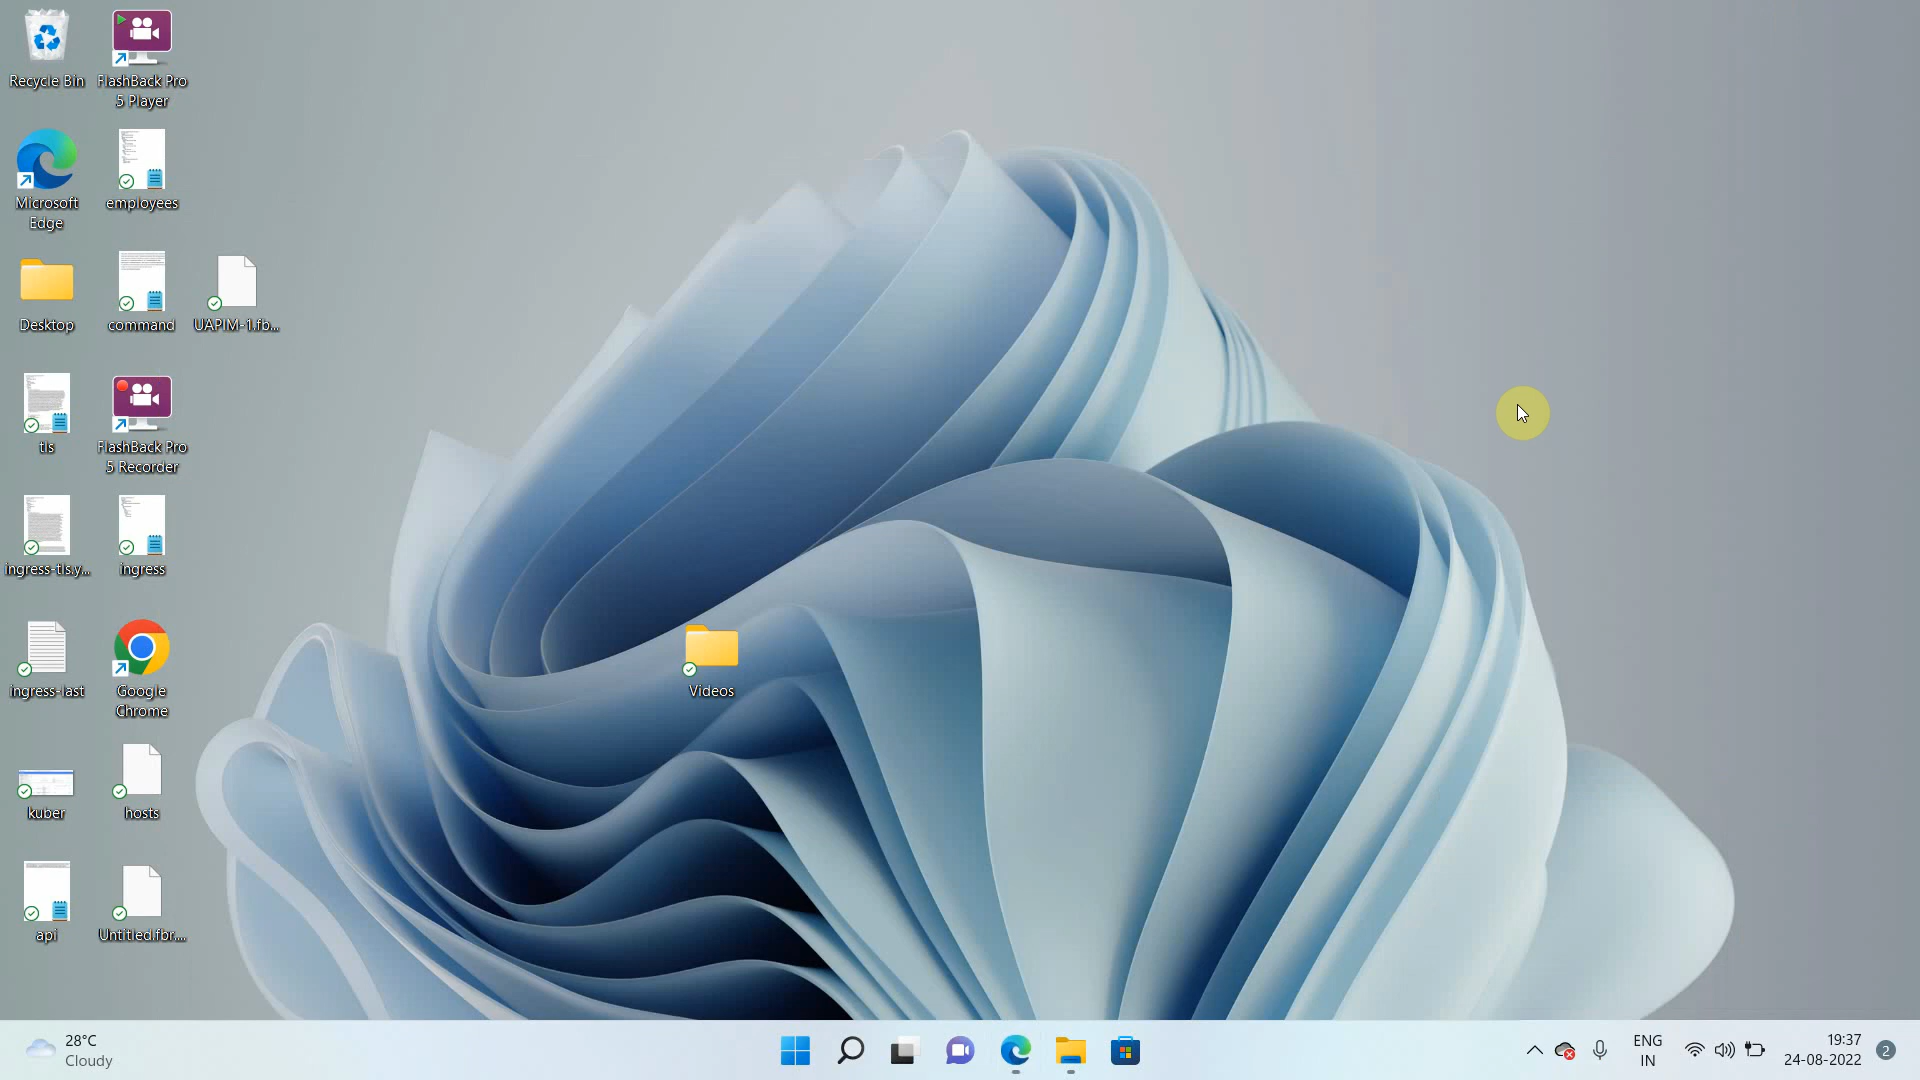 Recycle Bin
FlashBack Pro
5 Player
Microsoft
Edge
employees
Desktop
command
UAPIM-1.fb...
tls
FlashBack Pro
5 Recorder
ingress-tls.y...
ingress
ingress-last
Google
Chrome
Videos
kuber
hosts
api
Untitled.fbr....
28°C
Cloudy
ENG
IN
19:37
24-08-2022
2